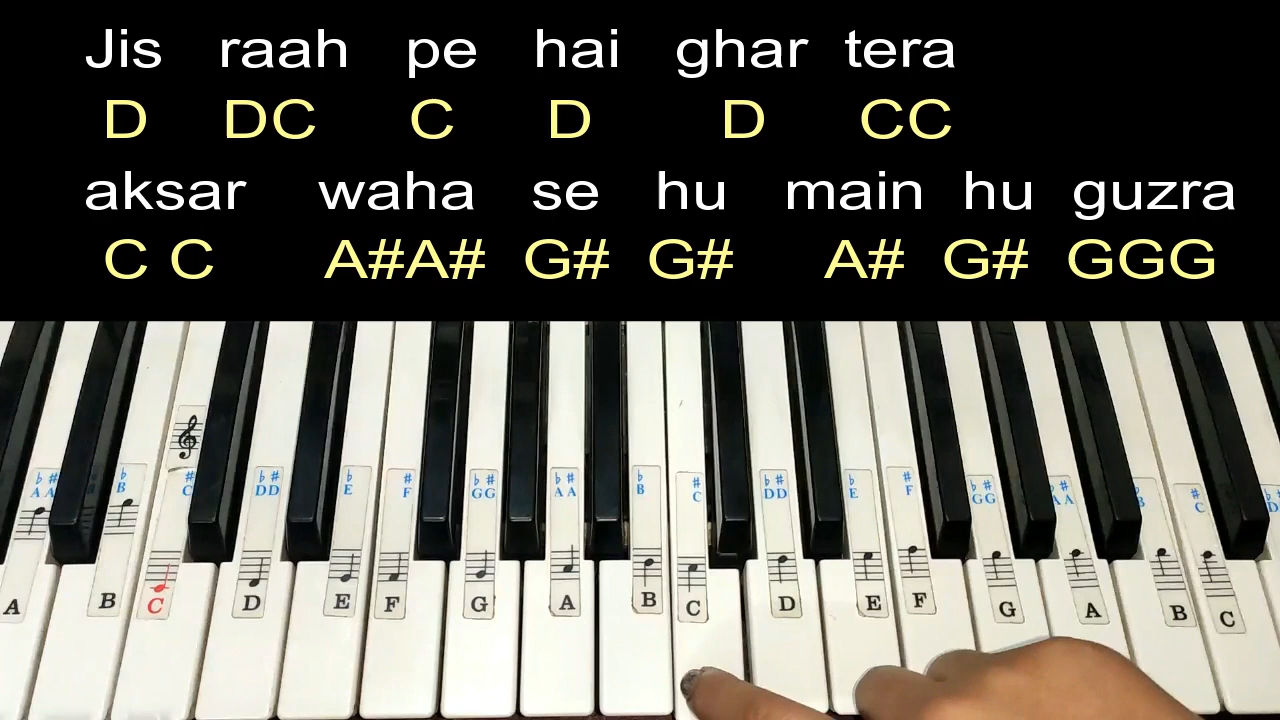 Jis raah pe hai ghar tera
D DC C D D CC
aksar waha se hu main hu guzra
C C A#A# G# G# A# G# GGG
♭ ♯ A A ♭ B ♯ C ♭ ♯ D D ♭ E ♯ F ♭ ♯ G G ♭ ♯ A A ♭ B ♯ C ♭ ♯ D D ♭ E ♯ F ♭ ♯ G G ♯ A A B ♯ C ♭ D
A B C D E F G A B C D E F G A B C